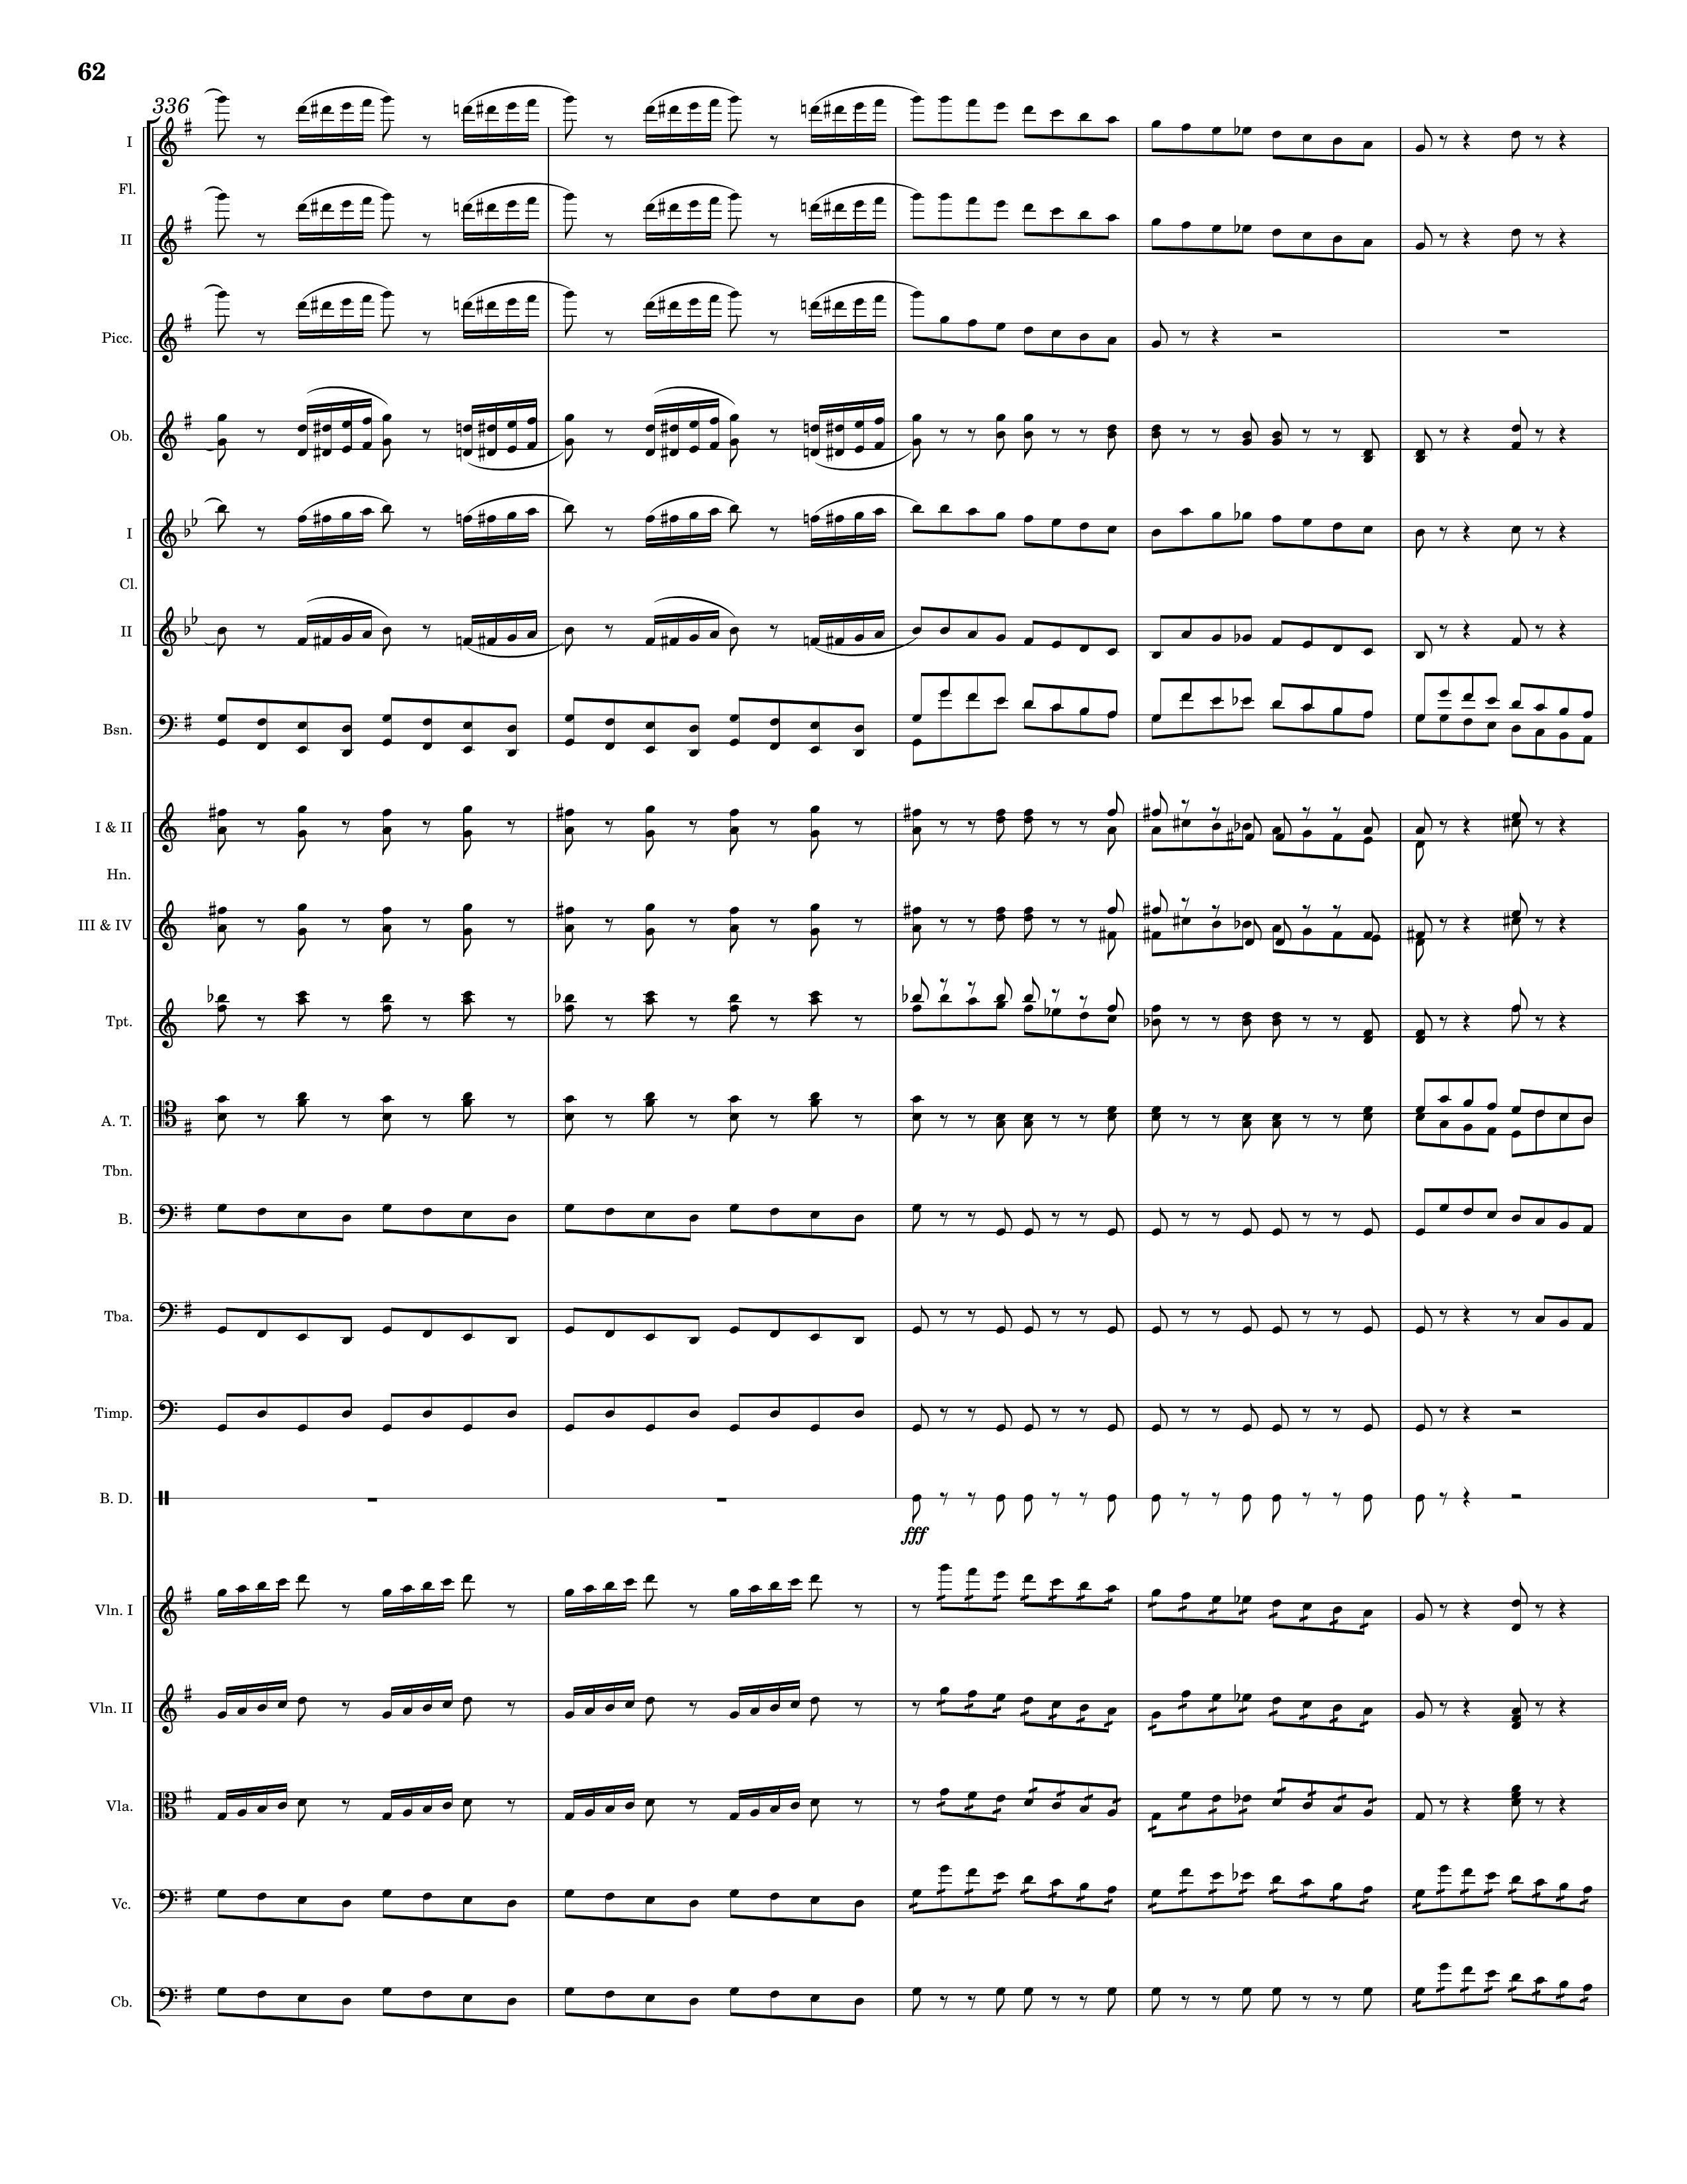 62
336
I
Fl.
II
Picc.
Ob.
I
Cl.
II
Bsn.
I & II
Hn.
III & IV
Tpt.
A. T.
Tbn.
B.
Tba.
Timp.
B. D.
fff
Vln. I
Vln. II
Vla.
Vc.
Cb.